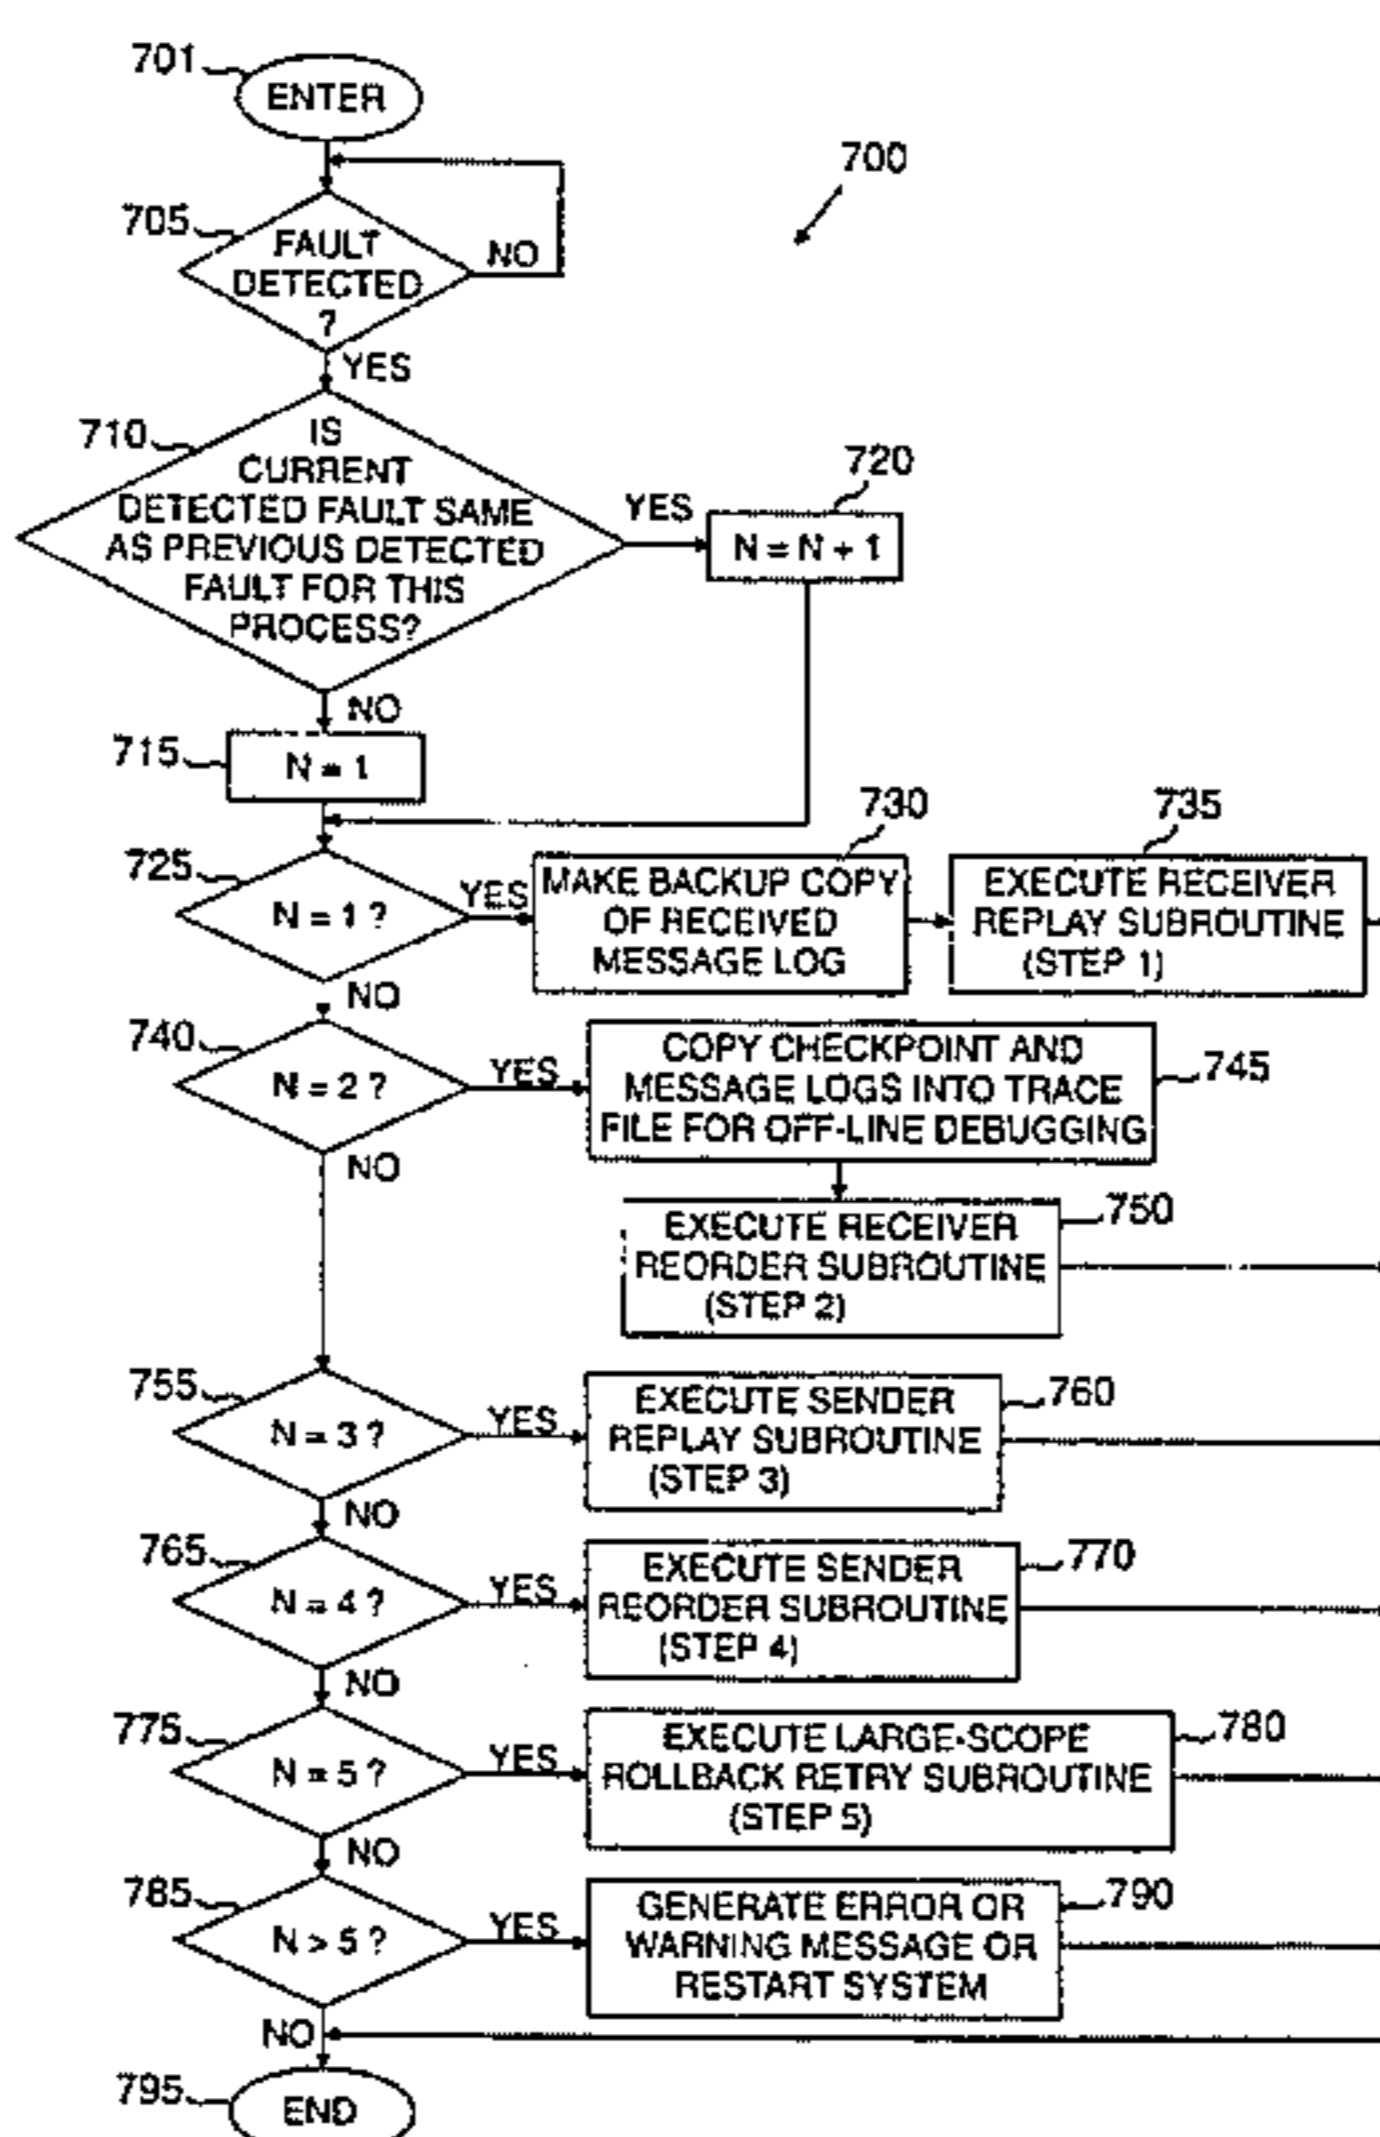 701
ENTER
700
705
FAULT
DETECTED
?
NO
YES
710
IS
CURRENT
DETECTED FAULT SAME
AS PREVIOUS DETECTED
FAULT FOR THIS
PROCESS?
YES
720
N = N + 1
NO
715
N = 1
725
N = 1 ?
YES
730
MAKE BACKUP COPY
OF RECEIVED
MESSAGE LOG
735
EXECUTE RECEIVER
REPLAY SUBROUTINE
(STEP 1)
NO
740
N = 2 ?
YES
COPY CHECKPOINT AND
MESSAGE LOGS INTO TRACE
FILE FOR OFF-LINE DEBUGGING
745
NO
EXECUTE RECEIVER
REORDER SUBROUTINE
(STEP 2)
750
755
N = 3 ?
YES
EXECUTE SENDER
REPLAY SUBROUTINE
(STEP 3)
760
NO
765
N = 4 ?
YES
EXECUTE SENDER
REORDER SUBROUTINE
(STEP 4)
770
NO
775
N = 5 ?
YES
EXECUTE LARGE-SCOPE
ROLLBACK RETRY SUBROUTINE
(STEP 5)
780
NO
785
N > 5 ?
YES
GENERATE ERROR OR
WARNING MESSAGE OR
RESTART SYSTEM
790
NO
795
END